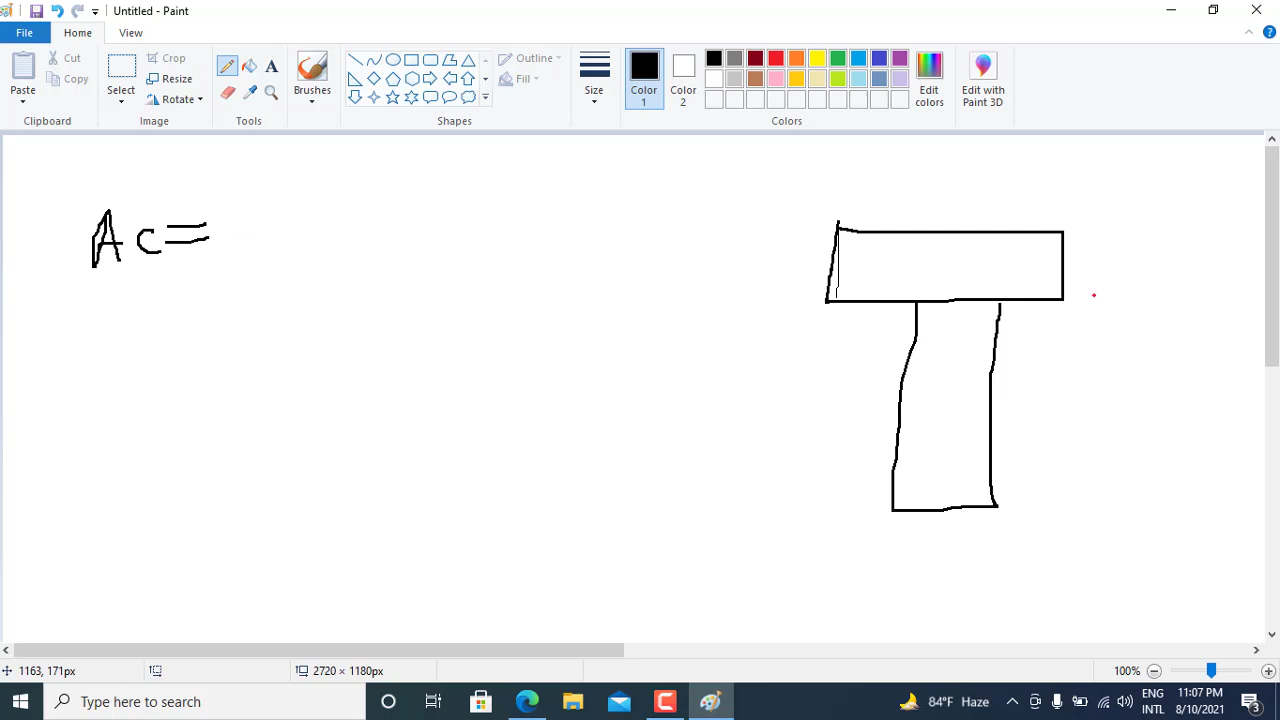 Untitled - Paint
File
Home
View
Paste
Cut
Copy
Clipboard
Select
Crop
Resize
Rotate
Image
A
Tools
Brushes
Outline
Fill
Shapes
Size
Color 1
Color 2
Edit colors
Edit with Paint 3D
Colors
Ac=
1163, 171px
2720 × 1180px
100%
Type here to search
84°F Haze
ENG
INTL
11:07 PM
8/10/2021
3